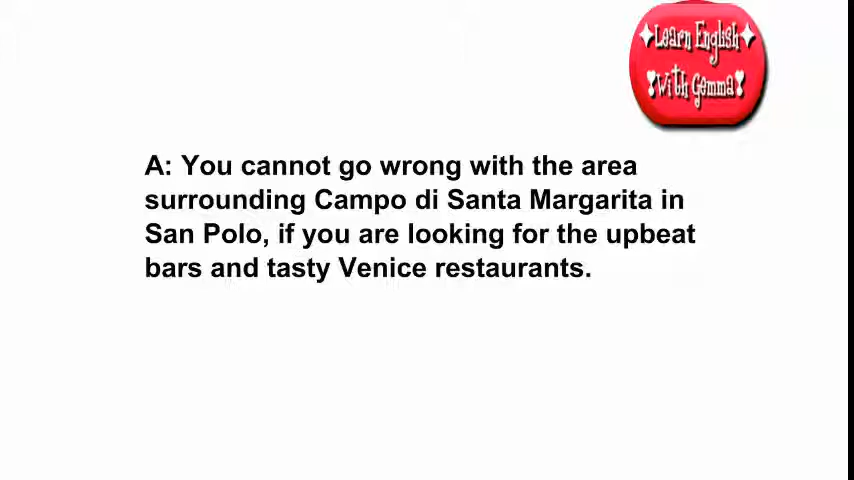 Learn English
With Gemma
A: You cannot go wrong with the area
surrounding Campo di Santa Margarita in
San Polo, if you are looking for the upbeat
bars and tasty Venice restaurants.